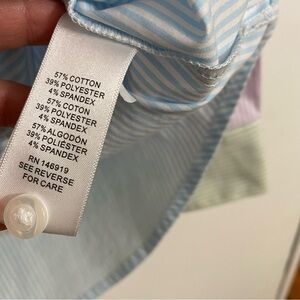 57% COTTON
39% POLYESTER
4% SPANDEX
57% COTON
39% POLYESTER
4% SPANDEX
57% ALGODÓN
39% POLIÉSTER
4% SPANDEX
RN 146919
SEE REVERSE
FOR CARE